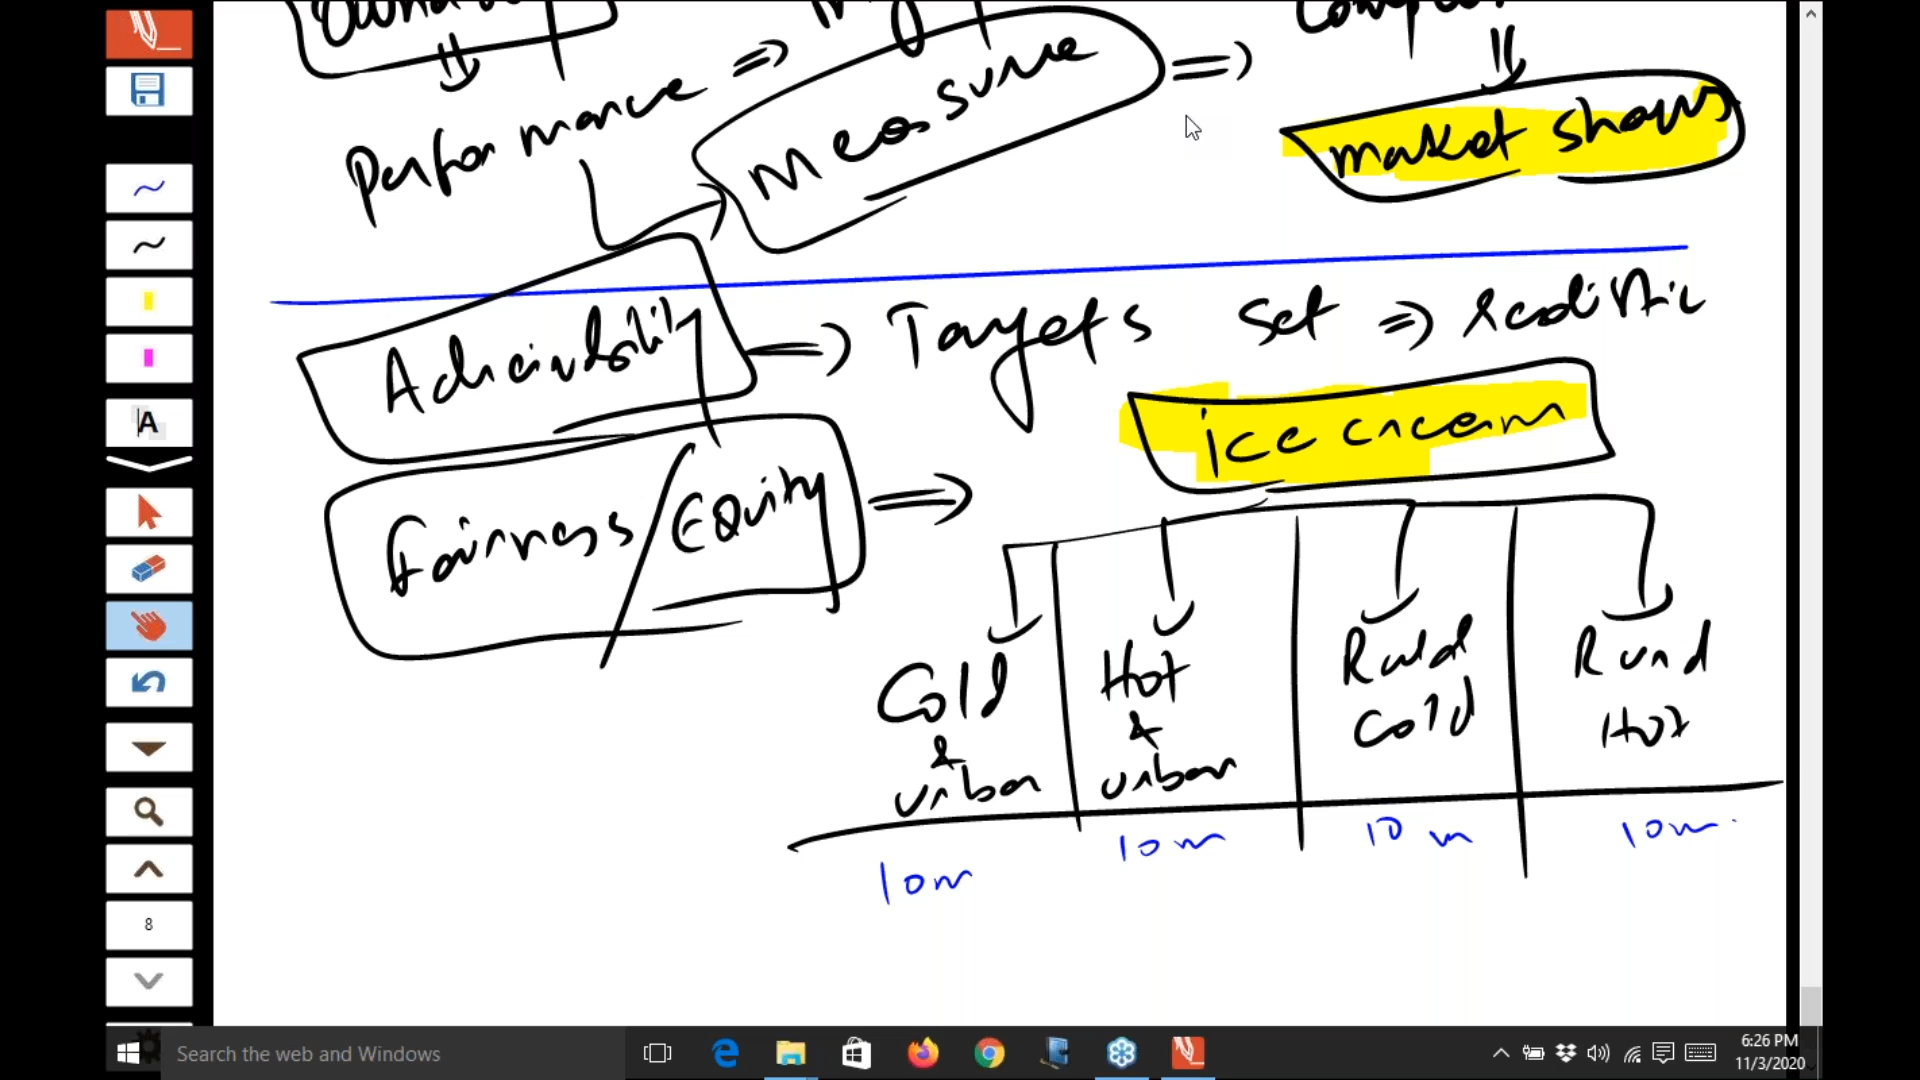 Performance => 
Measure =>
market shares
Achievability => Targets set => realistic
Fairness / Equity =>
ice cream
Cold & urban
Hot & urban
Rural Cold
Rural Hot
10m 10m 10m 10m.
A
8
Search the web and Windows
6:26 PM
11/3/2020